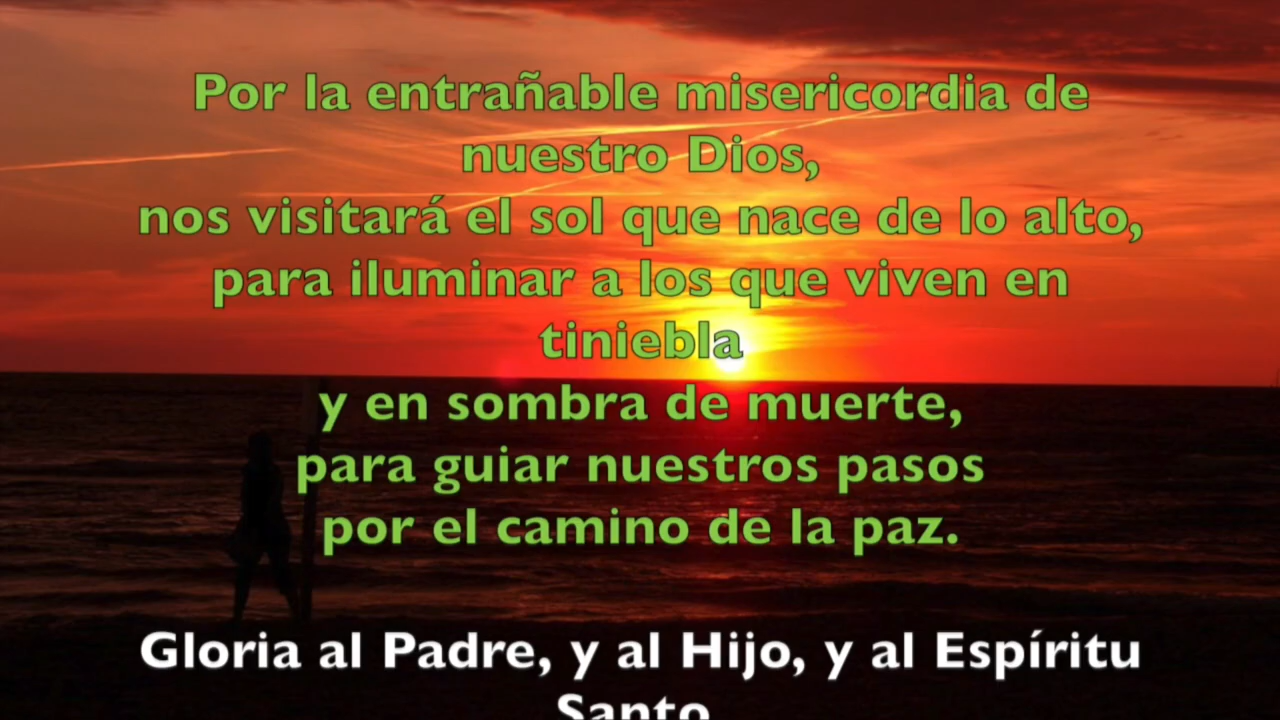 Por la entrañable misericordia de
nuestro Dios,
nos visitará el sol que nace de lo alto,
para iluminar a los que viven en
tiniebla
y en sombra de muerte,
para guiar nuestros pasos
por el camino de la paz.
Gloria al Padre, y al Hijo, y al Espíritu
Santo